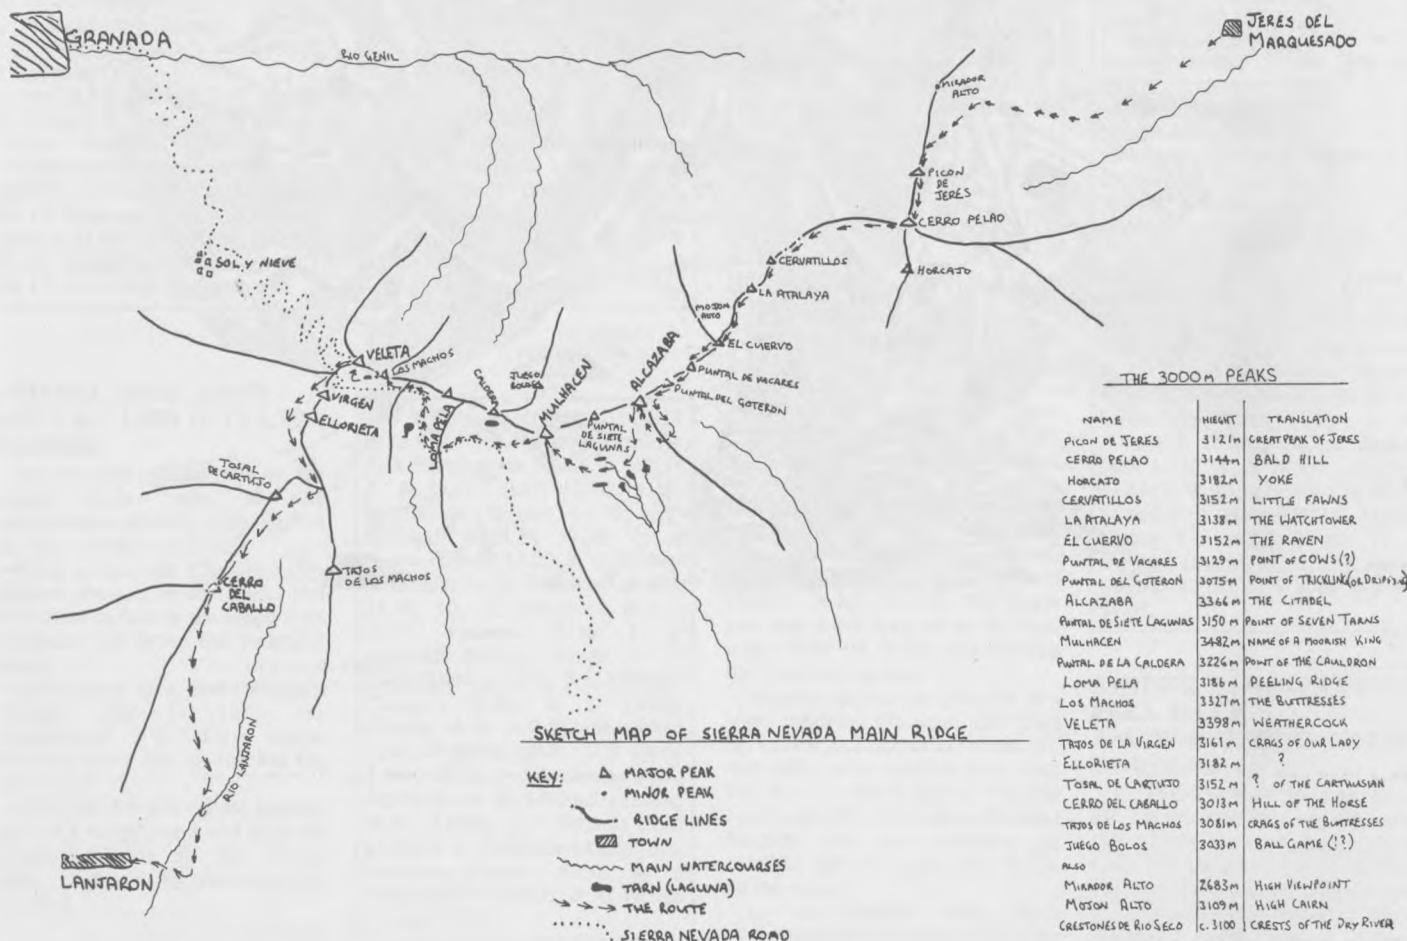 GRANADA
RIO GENIL
JERES DEL
MARQUESADO
MIRADOR
ALTO
PICON
DE
JERES
CERRO PELAO
SOL Y NIEVE
CERVATILLOS
HORCAJO
LA ATALAYA
MOJON
ALTO
EL CUERVO
VELETA
LOS MACHOS
CALDERA
JUEGO
BOLOS
MULHACEN
ALCAZABA
PUNTAL DE VACARES
PUNTAL DEL GOTERON
VIRGEN
ELLORIETA
LOMA PELA
PUNTAL
DE SIETE
LAGUNAS
TOSAL
DE CARTUJO
TAJOS
DE LOS MACHOS
CERRO
DEL
CABALLO
RIO LANJARON
LANJARON
SKETCH MAP OF SIERRA NEVADA MAIN RIDGE
KEY:
MAJOR PEAK
MINOR PEAK
RIDGE LINES
TOWN
MAIN WATERCOURSES
TARN (LAGUNA)
THE ROUTE
SIERRA NEVADA ROAD
THE 3000M PEAKS
NAME HIEGHT TRANSLATION
PICON DE JERES 3121M GREAT PEAK OF JERES
CERRO PELAO 3144M BALD HILL
HORCAJO 3182M YOKE
CERVATILLOS 3152M LITTLE FAWNS
LA ATALAYA 3138M THE WATCHTOWER
EL CUERVO 3152M THE RAVEN
PUNTAL DE VACARES 3129M POINT OF COWS (?)
PUNTAL DEL GOTERON 3075M POINT OF TRICKLING (OR DRIPPING)
ALCAZABA 3366M THE CITADEL
PUNTAL DE SIETE LAGUNAS 3150M POINT OF SEVEN TARNS
MULHACEN 3482M NAME OF A MOORISH KING
PUNTAL DE LA CALDERA 3226M POINT OF THE CAULDRON
LOMA PELA 3186M PEELING RIDGE
LOS MACHOS 3327M THE BUTTRESSES
VELETA 3398M WEATHERCOCK
TAJOS DE LA VIRGEN 3161M CRAGS OF OUR LADY
ELLORIETA 3182M ?
TOSAL DE CARTUJO 3152M ? OF THE CARTHUSIAN
CERRO DEL CABALLO 3013M HILL OF THE HORSE
TAJOS DE LOS MACHOS 3081M CRAGS OF THE BUTTRESSES
JUEGO BOLOS 3033M BALL GAME (!?)
ALSO
MIRADOR ALTO 2683M HIGH VIEWPOINT
MOJON ALTO 3109M HIGH CAIRN
CRESTONES DE RIO SECO C.3100 CRESTS OF THE DRY RIVER